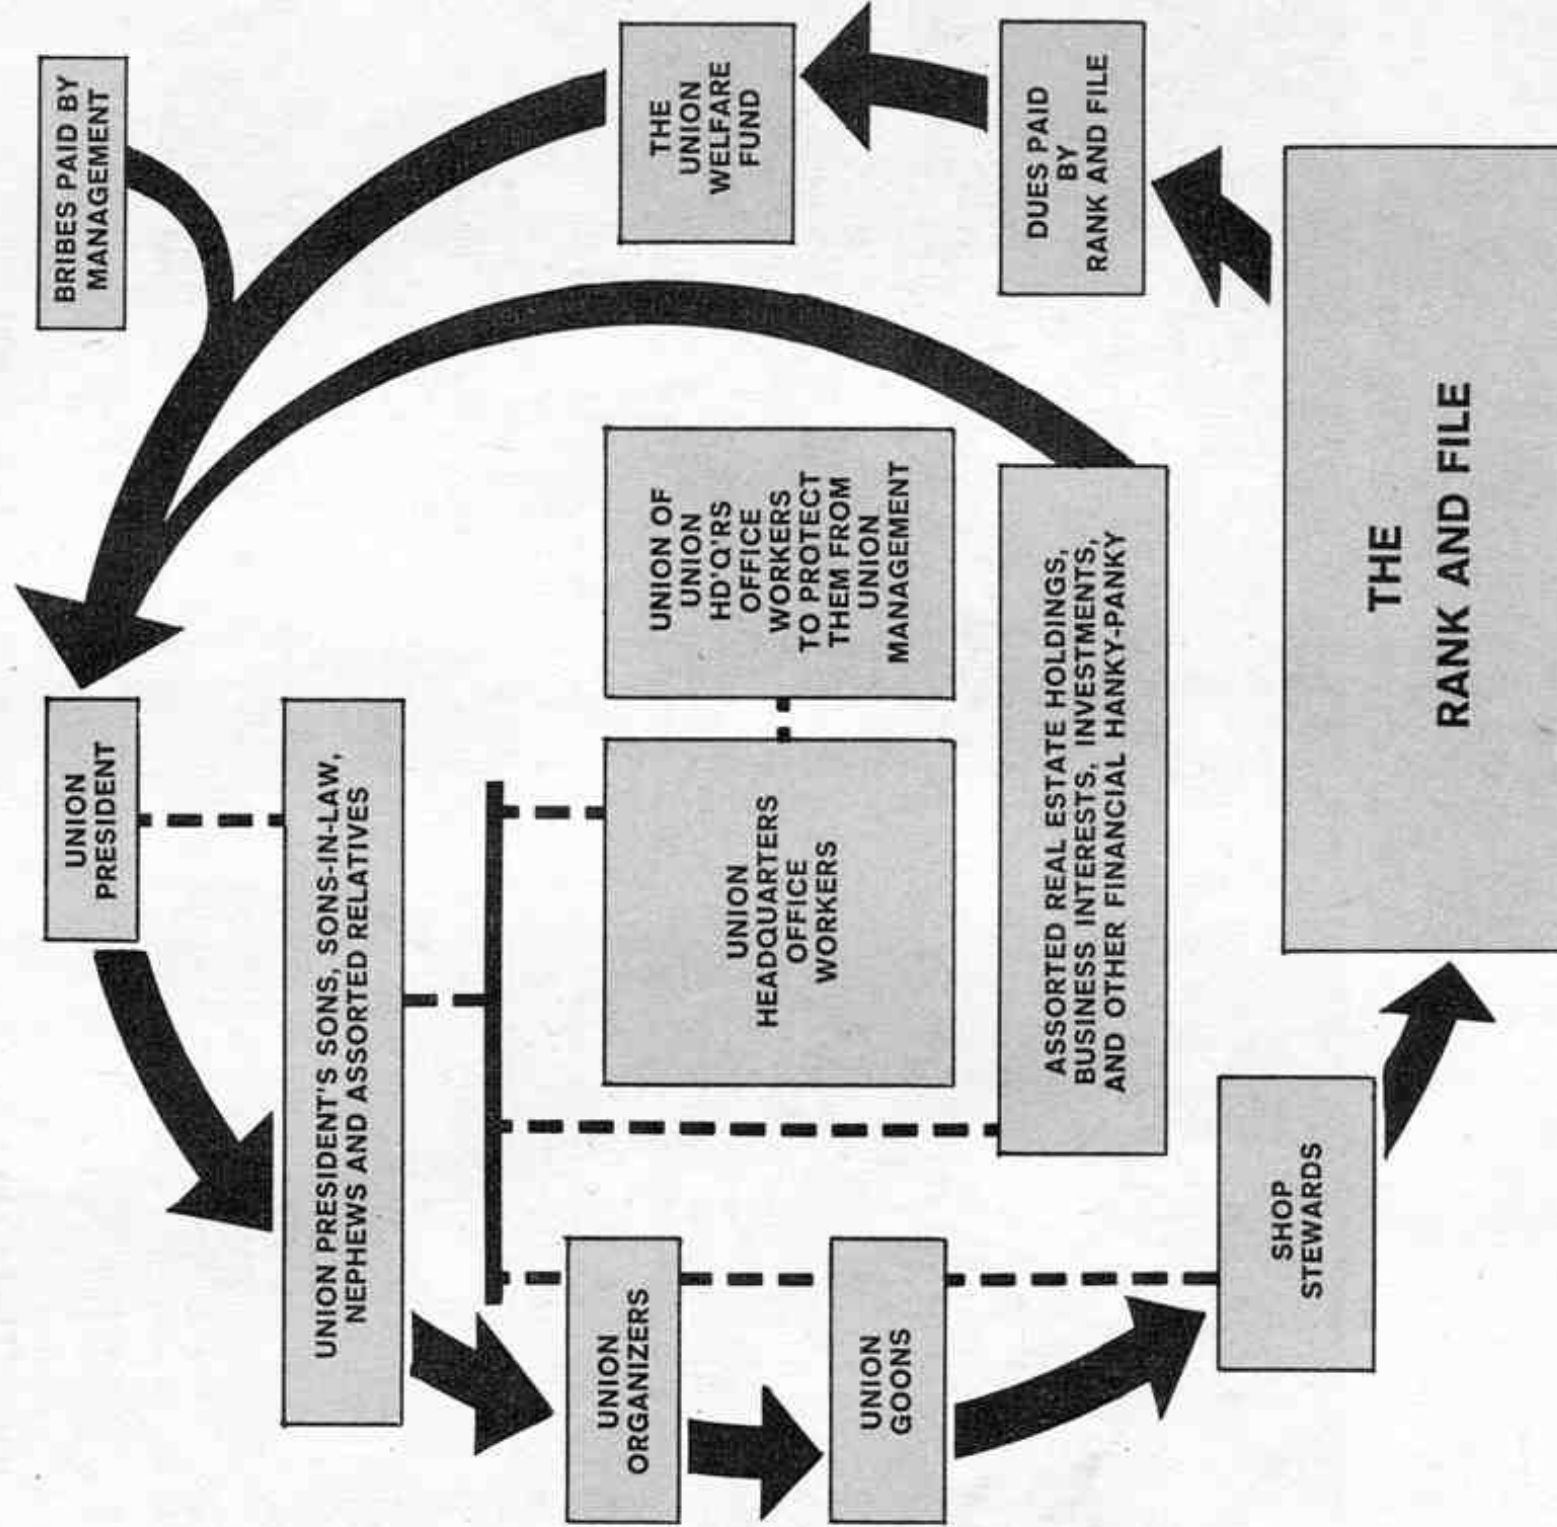 BRIBES PAID BY
MANAGEMENT
UNION
PRESIDENT
UNION PRESIDENT'S SONS, SONS-IN-LAW,
NEPHEWS AND ASSORTED RELATIVES
THE
UNION
WELFARE
FUND
UNION OF
UNION
HD'Q'RS
OFFICE
WORKERS
TO PROTECT
THEM FROM
UNION
MANAGEMENT
UNION
HEADQUARTERS
OFFICE
WORKERS
UNION
ORGANIZERS
UNION
GOONS
DUES PAID
BY
RANK AND FILE
ASSORTED REAL ESTATE HOLDINGS,
BUSINESS INTERESTS, INVESTMENTS,
AND OTHER FINANCIAL HANKY-PANKY
SHOP
STEWARDS
THE
RANK AND FILE